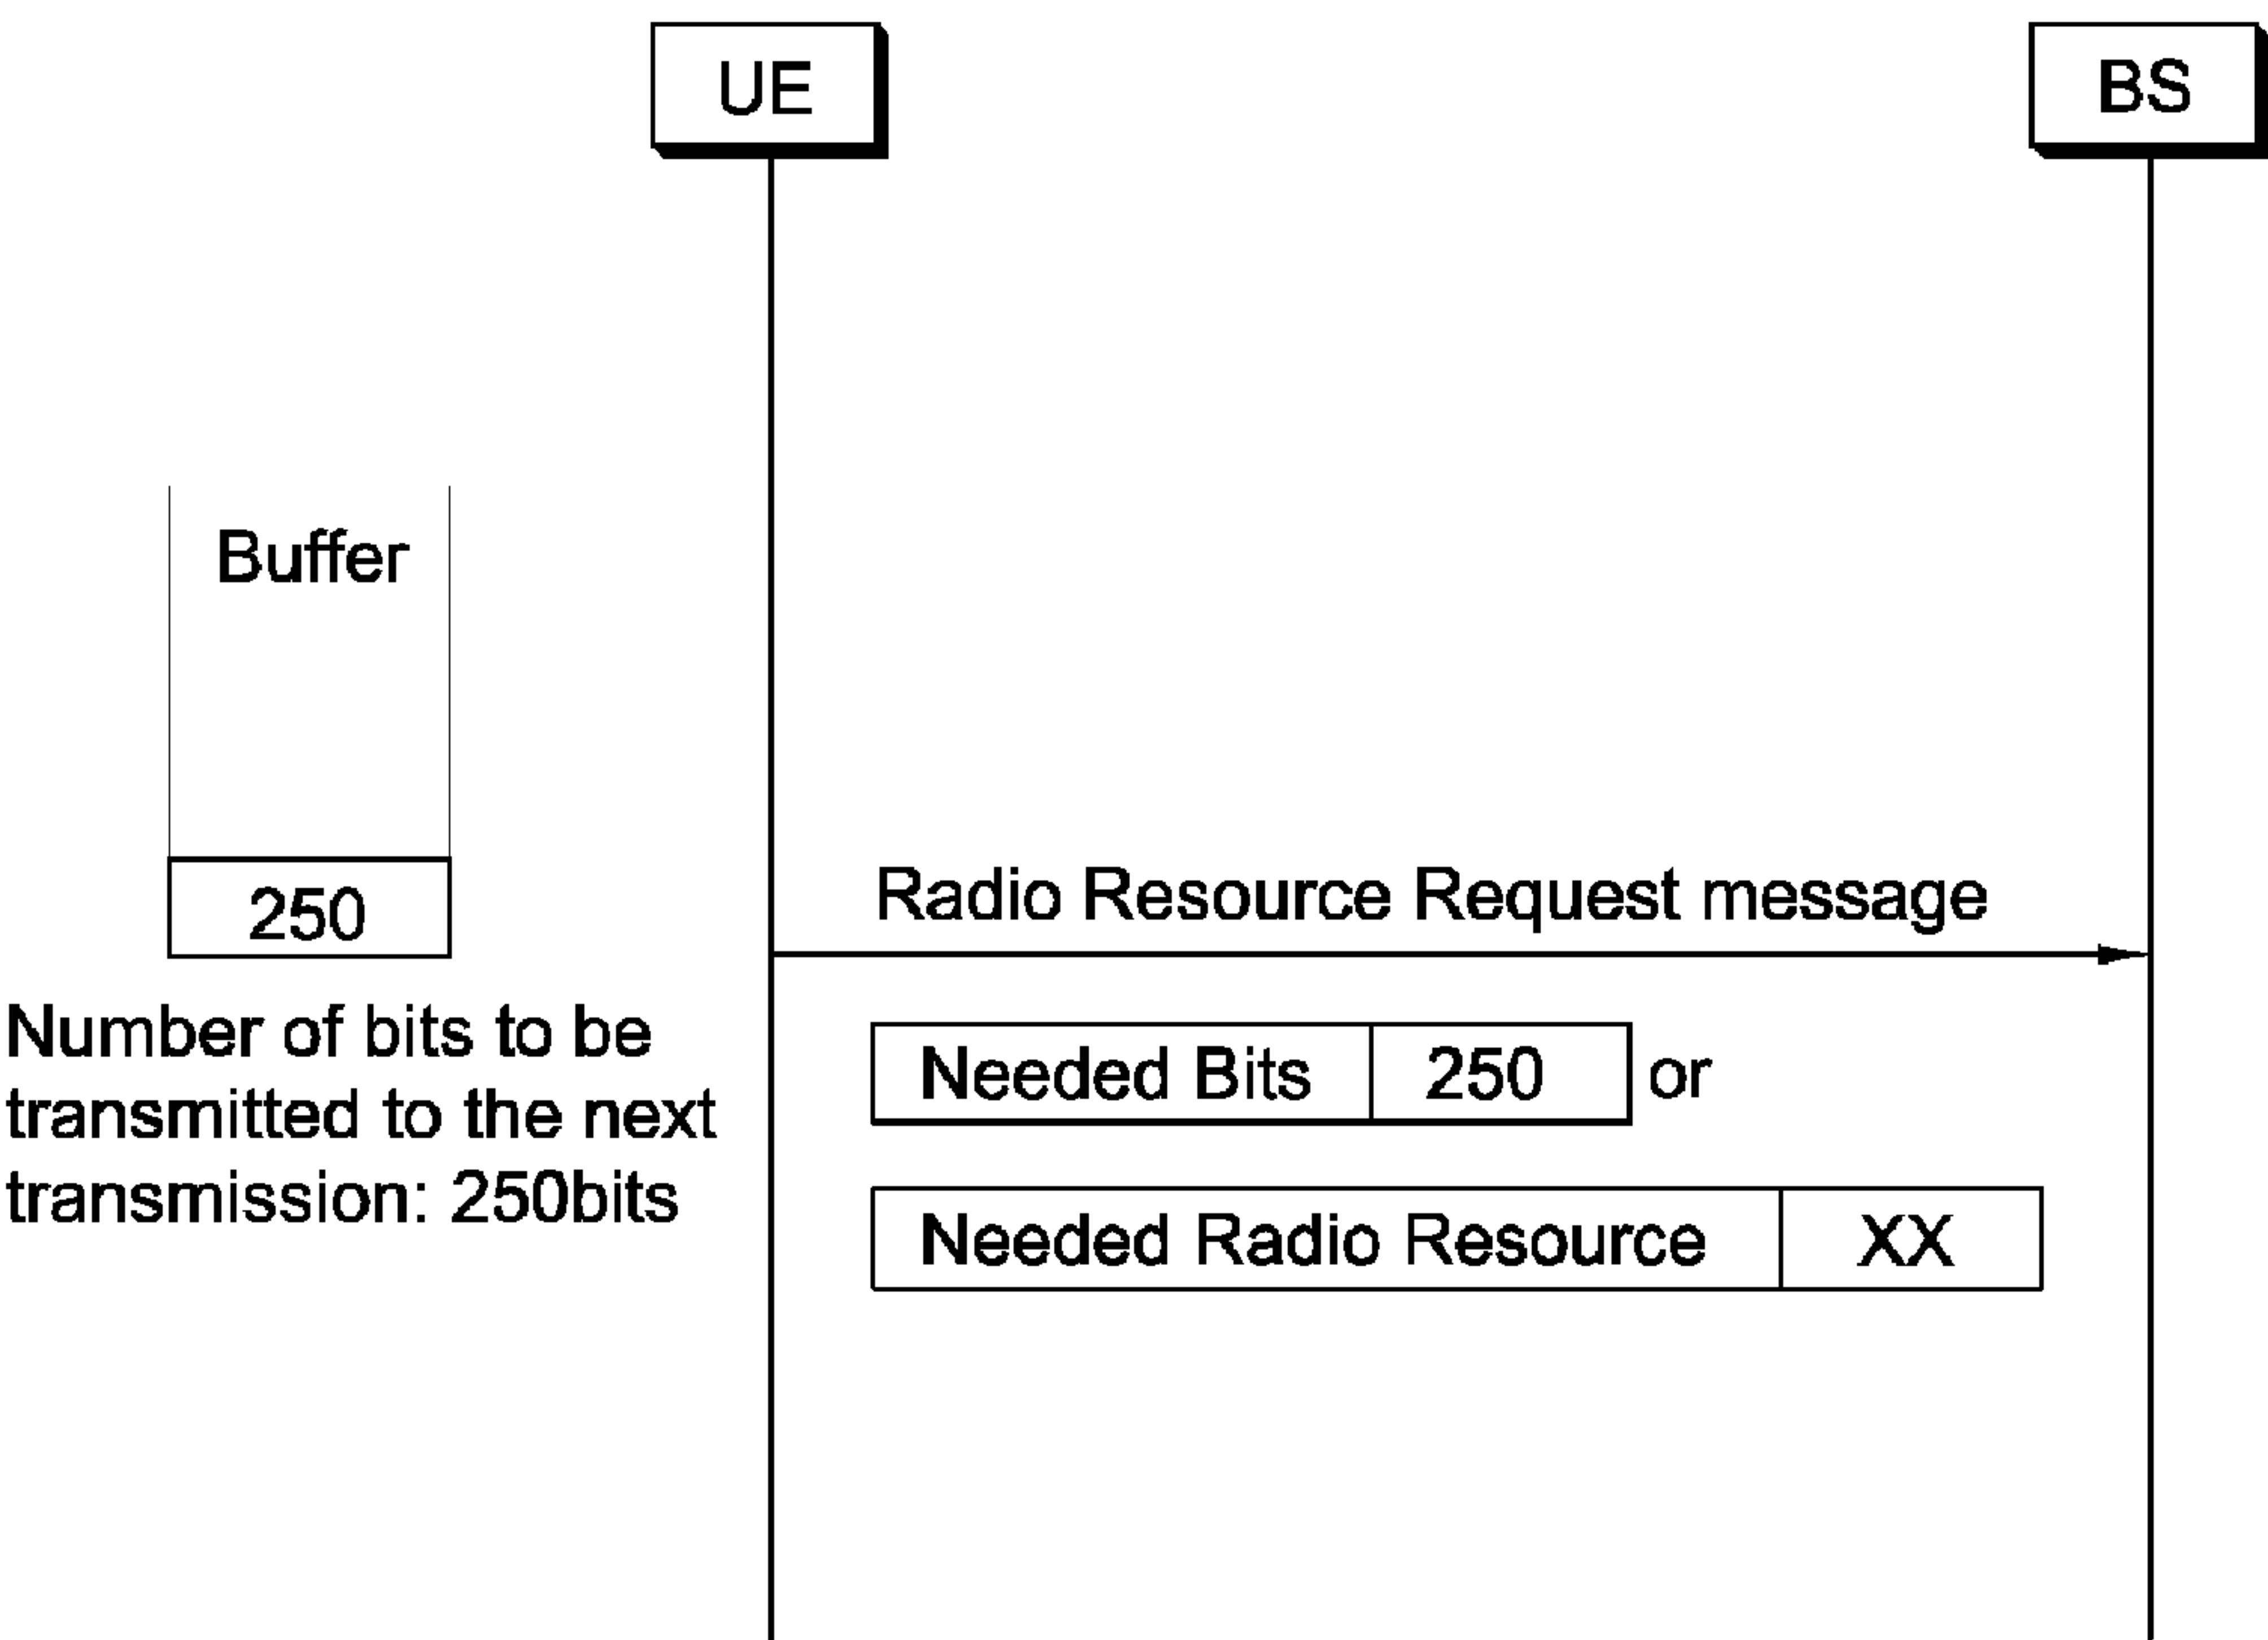 UE
BS
Buffer
250
Number of bits to be
transmitted to the next
transmission: 250bits
Radio Resource Request message
Needed Bits 250 or
Needed Radio Resource XX